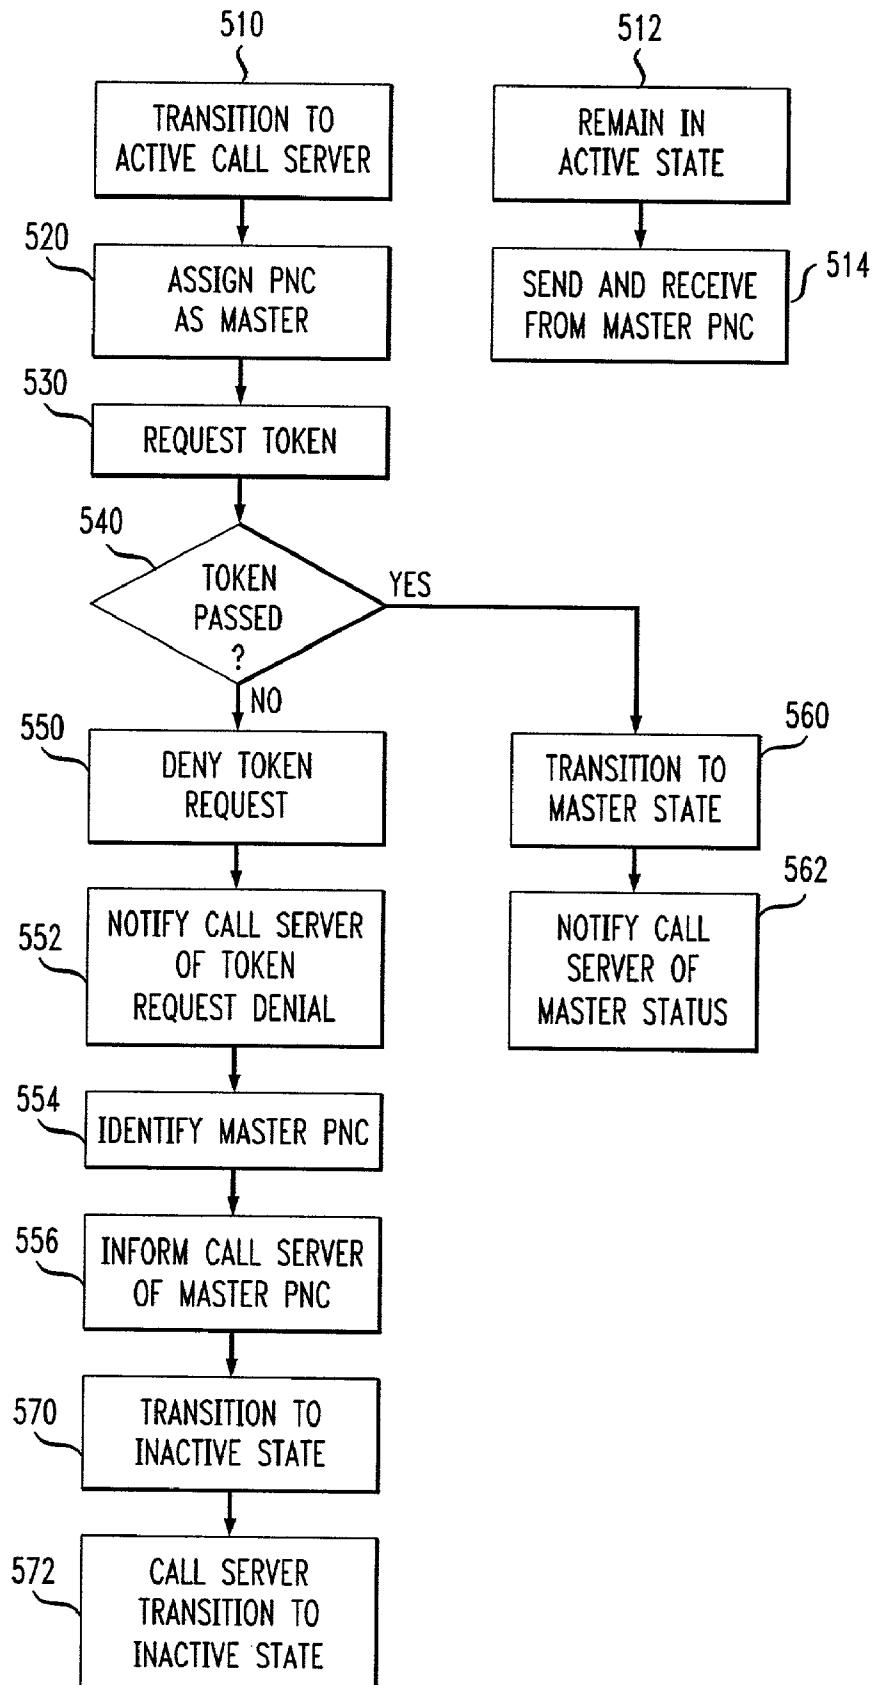 510
TRANSITION TO
ACTIVE CALL SERVER
512
REMAIN IN
ACTIVE STATE
520
ASSIGN PNC
AS MASTER
514
SEND AND RECEIVE
FROM MASTER PNC
530
REQUEST TOKEN
540
TOKEN
PASSED
?
YES
NO
550
DENY TOKEN
REQUEST
560
TRANSITION TO
MASTER STATE
552
NOTIFY CALL SERVER
OF TOKEN
REQUEST DENIAL
562
NOTIFY CALL
SERVER OF
MASTER STATUS
554
IDENTIFY MASTER PNC
556
INFORM CALL SERVER
OF MASTER PNC
570
TRANSITION TO
INACTIVE STATE
572
CALL SERVER
TRANSITION TO
INACTIVE STATE